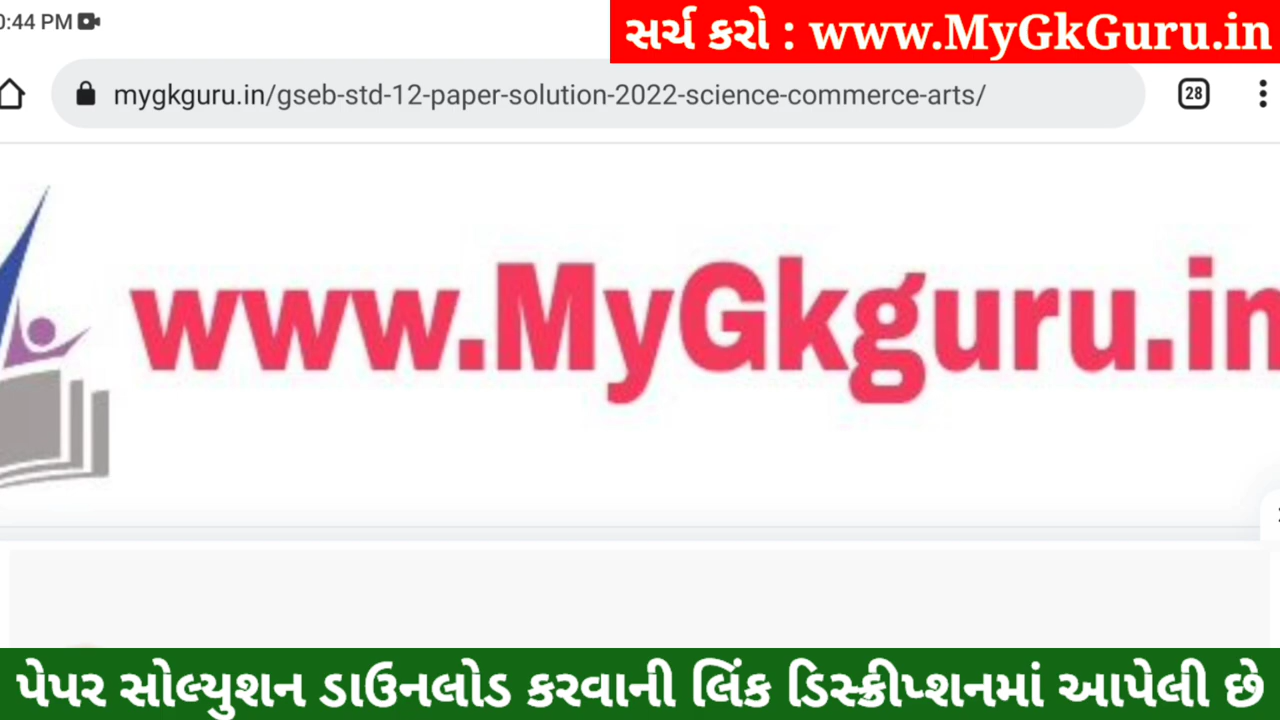 0:44 PM
સર્ચ કરો : www.MyGkGuru.in
mygkguru.in/gseb-std-12-paper-solution-2022-science-commerce-arts/
28
www.MyGkguru.in
પેપર સોલ્યુશન ડાઉનલોડ કરવાની લિંક ડિસ્ક્રીપ્શનમાં આપેલી છે